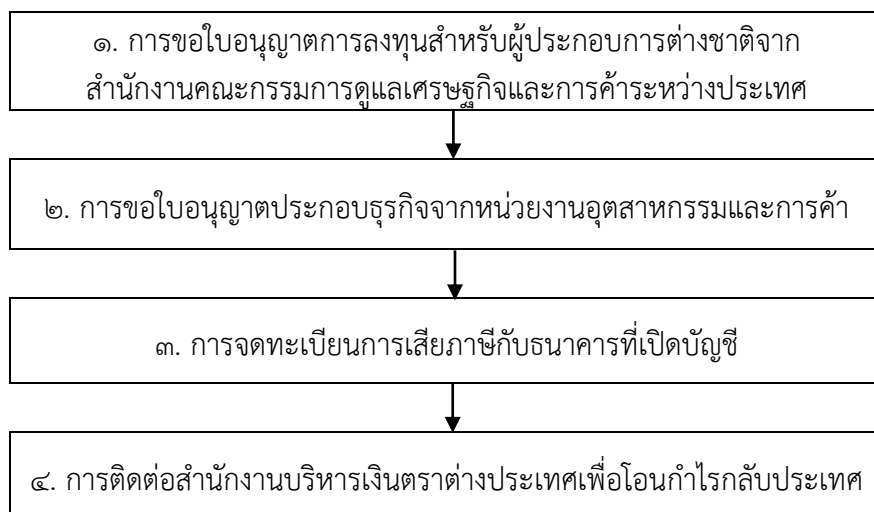 ๑. การขอใบอนุญาตการลงทุนสำหรับผู้ประกอบการต่างชาติจาก
สำนักงานคณะกรรมการดูแลเศรษฐกิจและการค้าระหว่างประเทศ
๒. การขอใบอนุญาตประกอบธุรกิจจากหน่วยงานอุตสาหกรรมและการค้า
๓. การจดทะเบียนการเสียภาษีกับธนาคารที่เปิดบัญชี
๔. การติดต่อสำนักงานบริหารเงินตราต่างประเทศเพื่อโอนกำไรกลับประเทศ